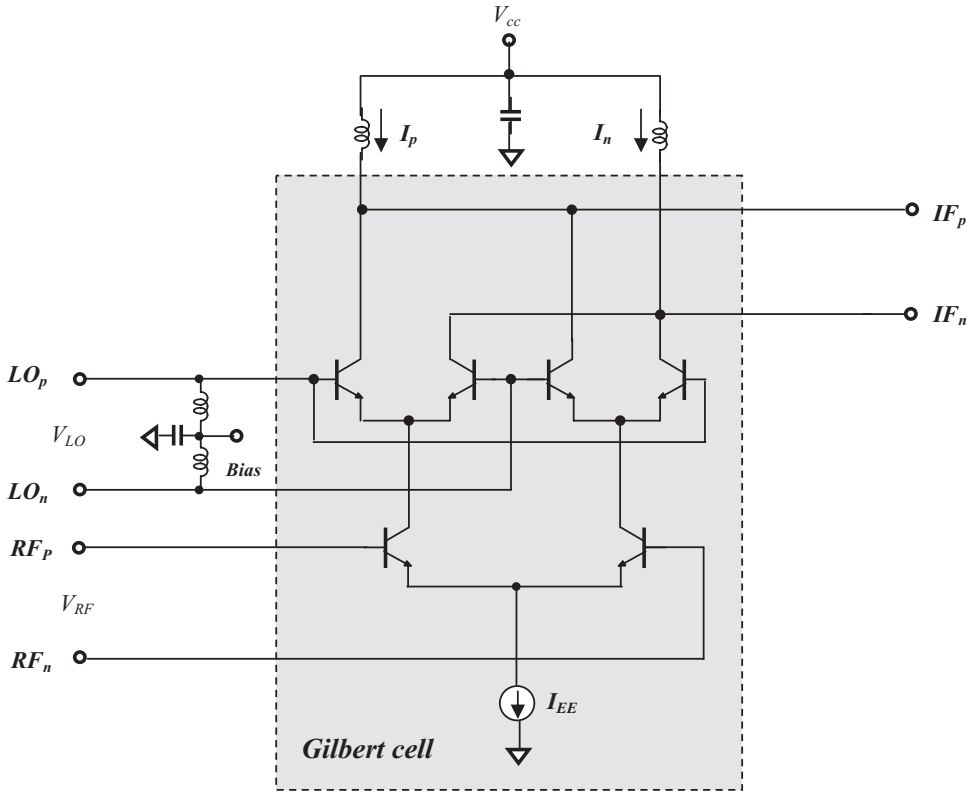 Vcc
Ip
In
IFp
IFn
LOp
VLO
Bias
LOn
RFP
VRF
RFn
IEE
Gilbert cell